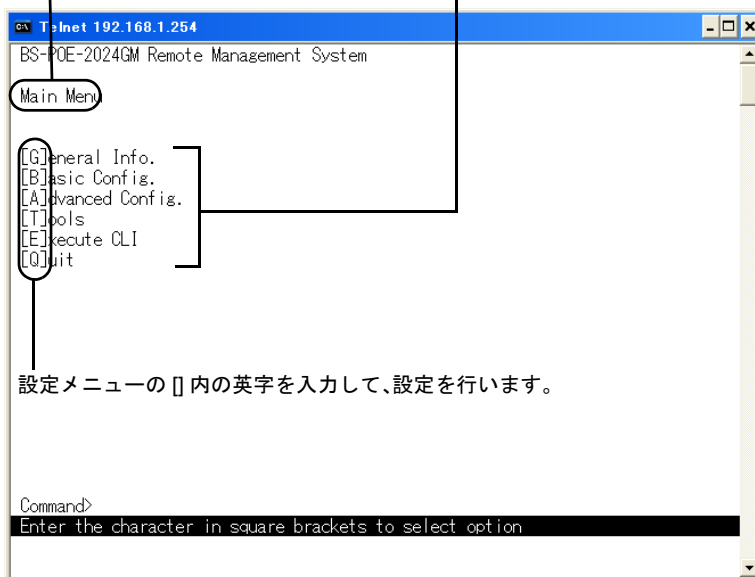 Telnet 192.168.1.254
BS-POE-2024GM Remote Management System
Main Menu
[G]eneral Info.
[B]asic Config.
[A]dvanced Config.
[T]ools
[E]xecute CLI
[Q]uit
設定メニューの [] 内の英字を入力して、設定を行います。
Command>
Enter the character in square brackets to select option